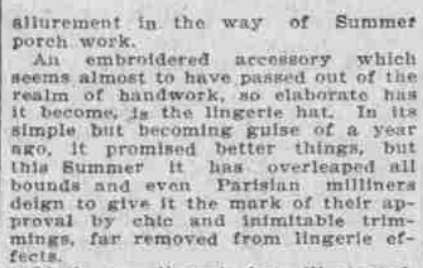 allurement in the way of Summer
porch work.
An embroidered accessory which
seems almost to have passed out of the
realm of handwork, so elaborate has
it become, is the lingerie hat. In its
simple but becoming guise of a year
ago, it promised better things, but
this Summer it has overleaped all
bounds and even Parisian milliners
deign to give it the mark of their ap-
proval by chic and inimitable trim-
mings, far removed from lingerie ef-
fects.